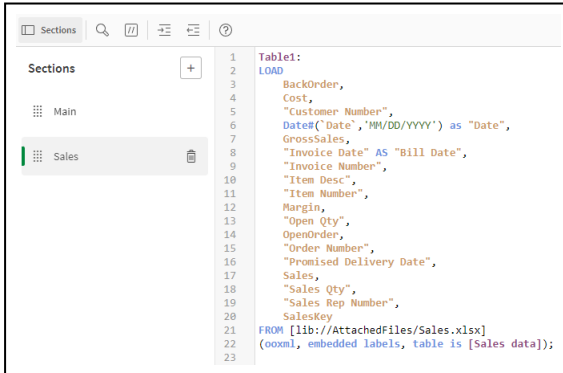 Sections
Sections
+
Main
Sales
1 Table1:
2 LOAD
3 BackOrder,
4 Cost,
5 "Customer Number",
6 Date#(`Date`,'MM/DD/YYYY') as "Date",
7 GrossSales,
8 "Invoice Date" AS "Bill Date",
9 "Invoice Number",
10 "Item Desc",
11 "Item Number",
12 Margin,
13 "Open Qty",
14 OpenOrder,
15 "Order Number",
16 "Promised Delivery Date",
17 Sales,
18 "Sales Qty",
19 "Sales Rep Number",
20 SalesKey
21 FROM [lib://AttachedFiles/Sales.xlsx]
22 (ooxml, embedded labels, table is [Sales data]);
23